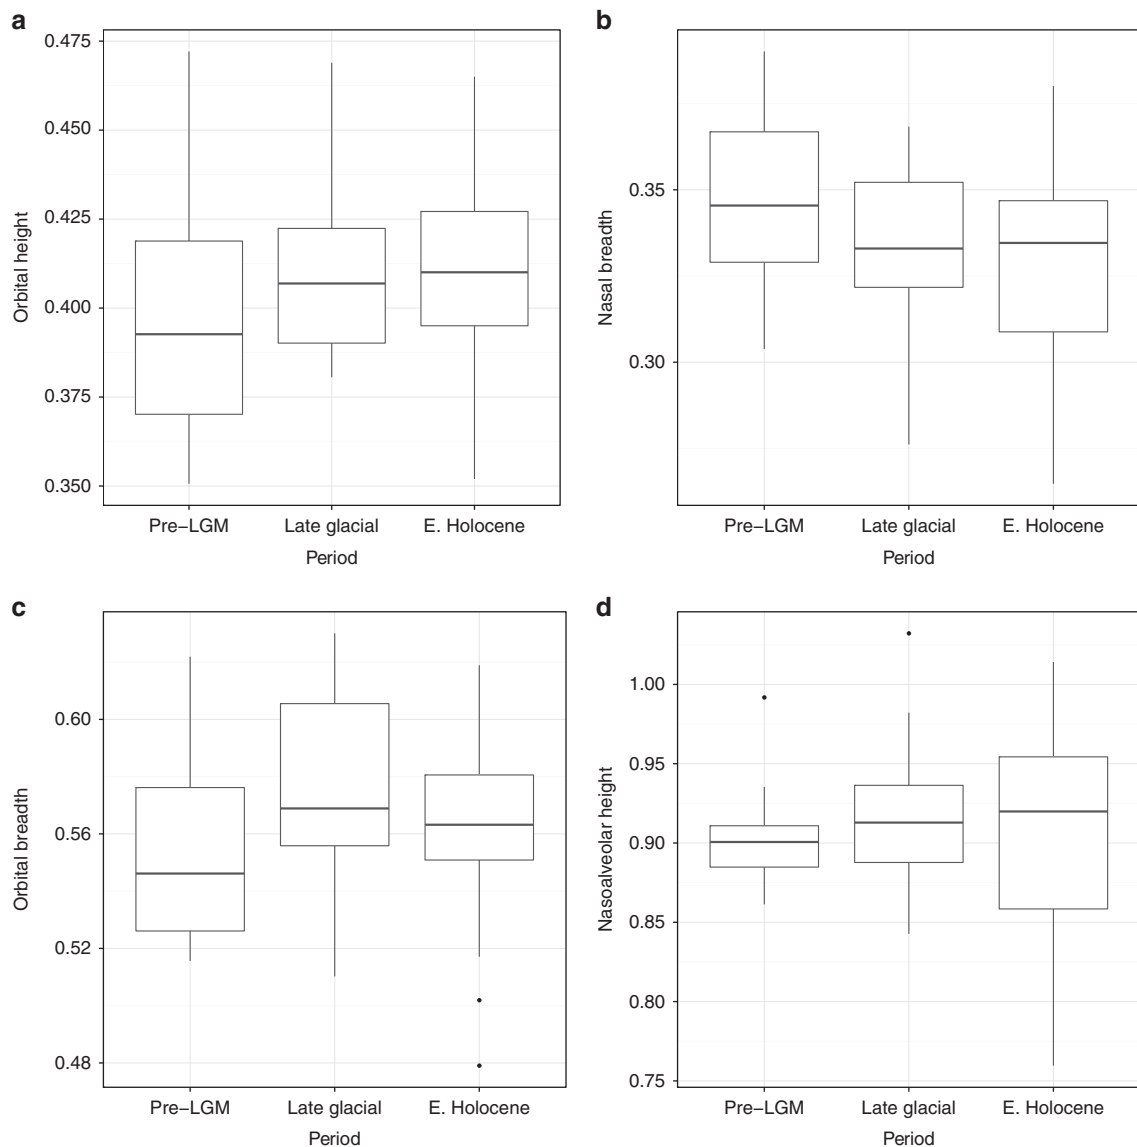 a
0.475
0.450
0.425
0.400
0.375
0.350
Orbital height
Pre–LGM Late glacial E. Holocene
Period
b
0.35
0.30
Nasal breadth
Pre–LGM Late glacial E. Holocene
Period
c
0.60
0.56
0.52
0.48
Orbital breadth
Pre–LGM Late glacial E. Holocene
Period
d
1.00
0.95
0.90
0.85
0.80
0.75
Nasoalveolar height
Pre–LGM Late glacial E. Holocene
Period